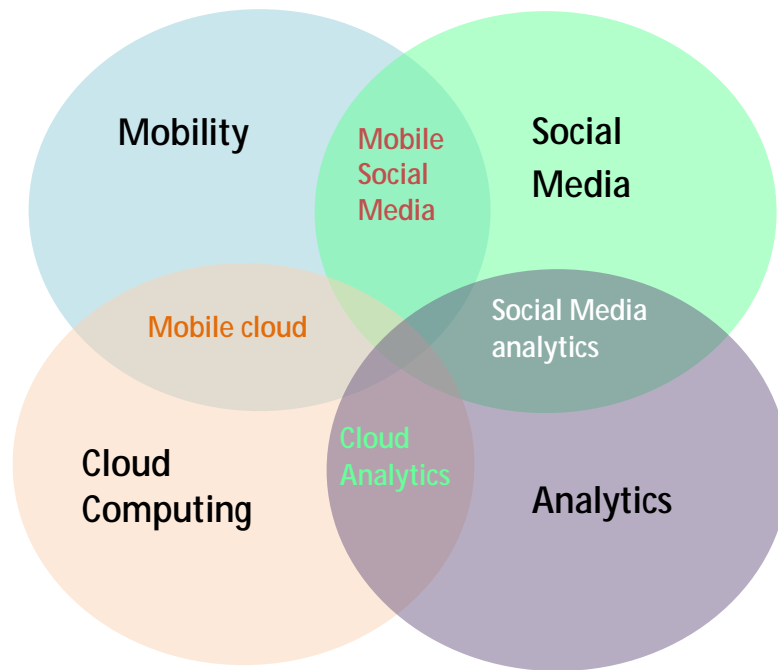 Mobility
Mobile
Social
Media
Social
Media
Mobile cloud
Social Media
analytics
Cloud
Computing
Cloud
Analytics
Analytics